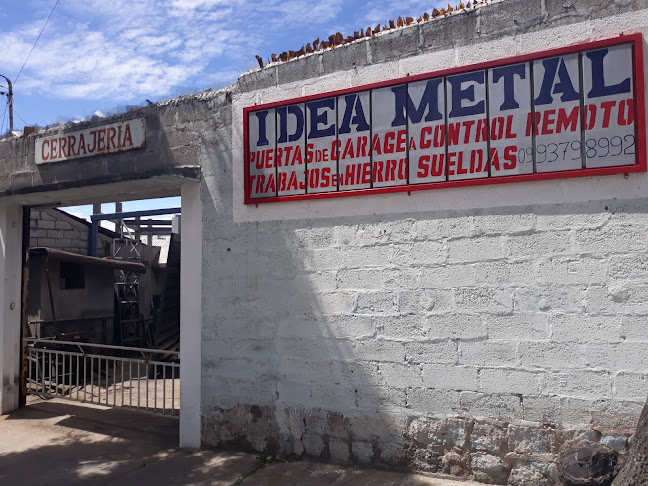 CERRAJERIA
IDEA METAL
PUERTAS DE GARAGE A CONTROL REMOTO
TRABAJOS EN HIERRO SUELDAS 0993798992